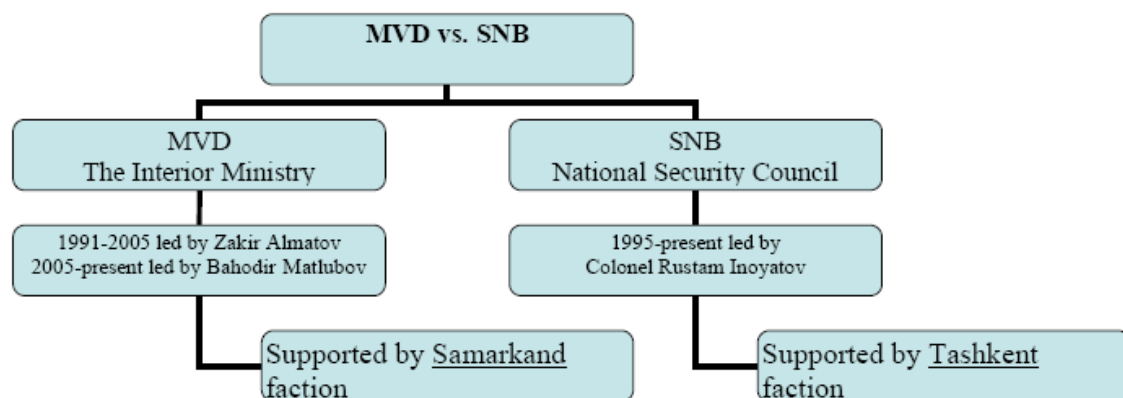 MVD vs. SNB
MVD
The Interior Ministry
SNB
National Security Council
1991-2005 led by Zakir Almatov
2005-present led by Bahodir Matlubov
1995-present led by
Colonel Rustam Inoyatov
Supported by Samarkand
faction
Supported by Tashkent
faction